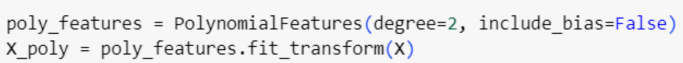 poly_features = PolynomialFeatures(degree=2, include_bias=False)
X_poly = poly_features.fit_transform(X)